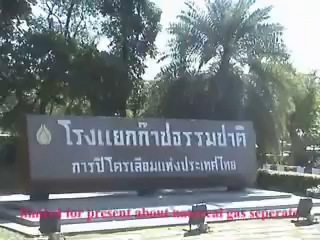 โรงแยกก๊าซธรรมชาติ
การปิโตรเลียมแห่งประเทศไทย
Started for present about natureal gas seperate